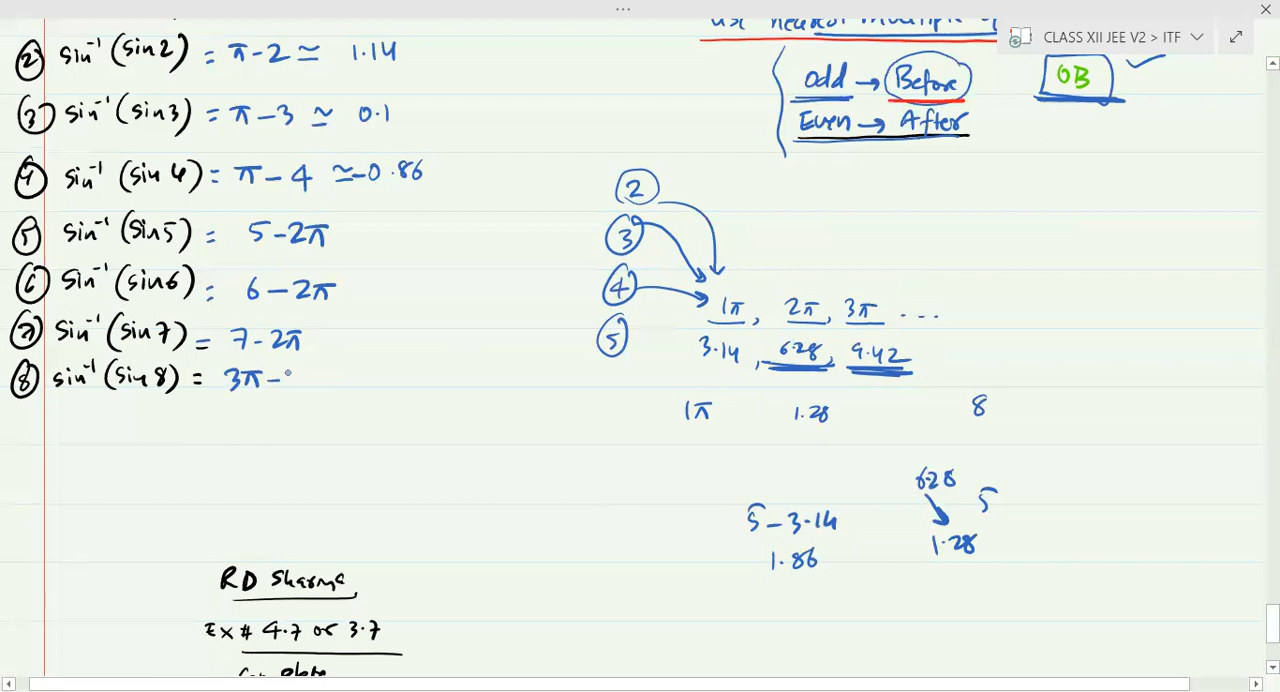 use nearest multiple
CLASS XII JEE V2 > ITF
② sin⁻¹(sin2) = π-2 ≃ 1.14
③ sin⁻¹(sin3) = π-3 ≃ 0.1
④ sin⁻¹(sin4) = π-4 ≃ -0.86
⑤ sin⁻¹(sin5) = 5-2π
⑥ sin⁻¹(sin6) = 6-2π
⑦ sin⁻¹(sin7) = 7-2π
⑧ sin⁻¹(sin8) = 3π-
odd → Before
Even → After
OB
②
③
④
⑤
1π, 2π, 3π ...
3.14, 6.28, 9.42
1π 1.28 8
5-3.14
1.86
6.28 5
1.28
RD Sharma
Ex # 4.7 or 3.7